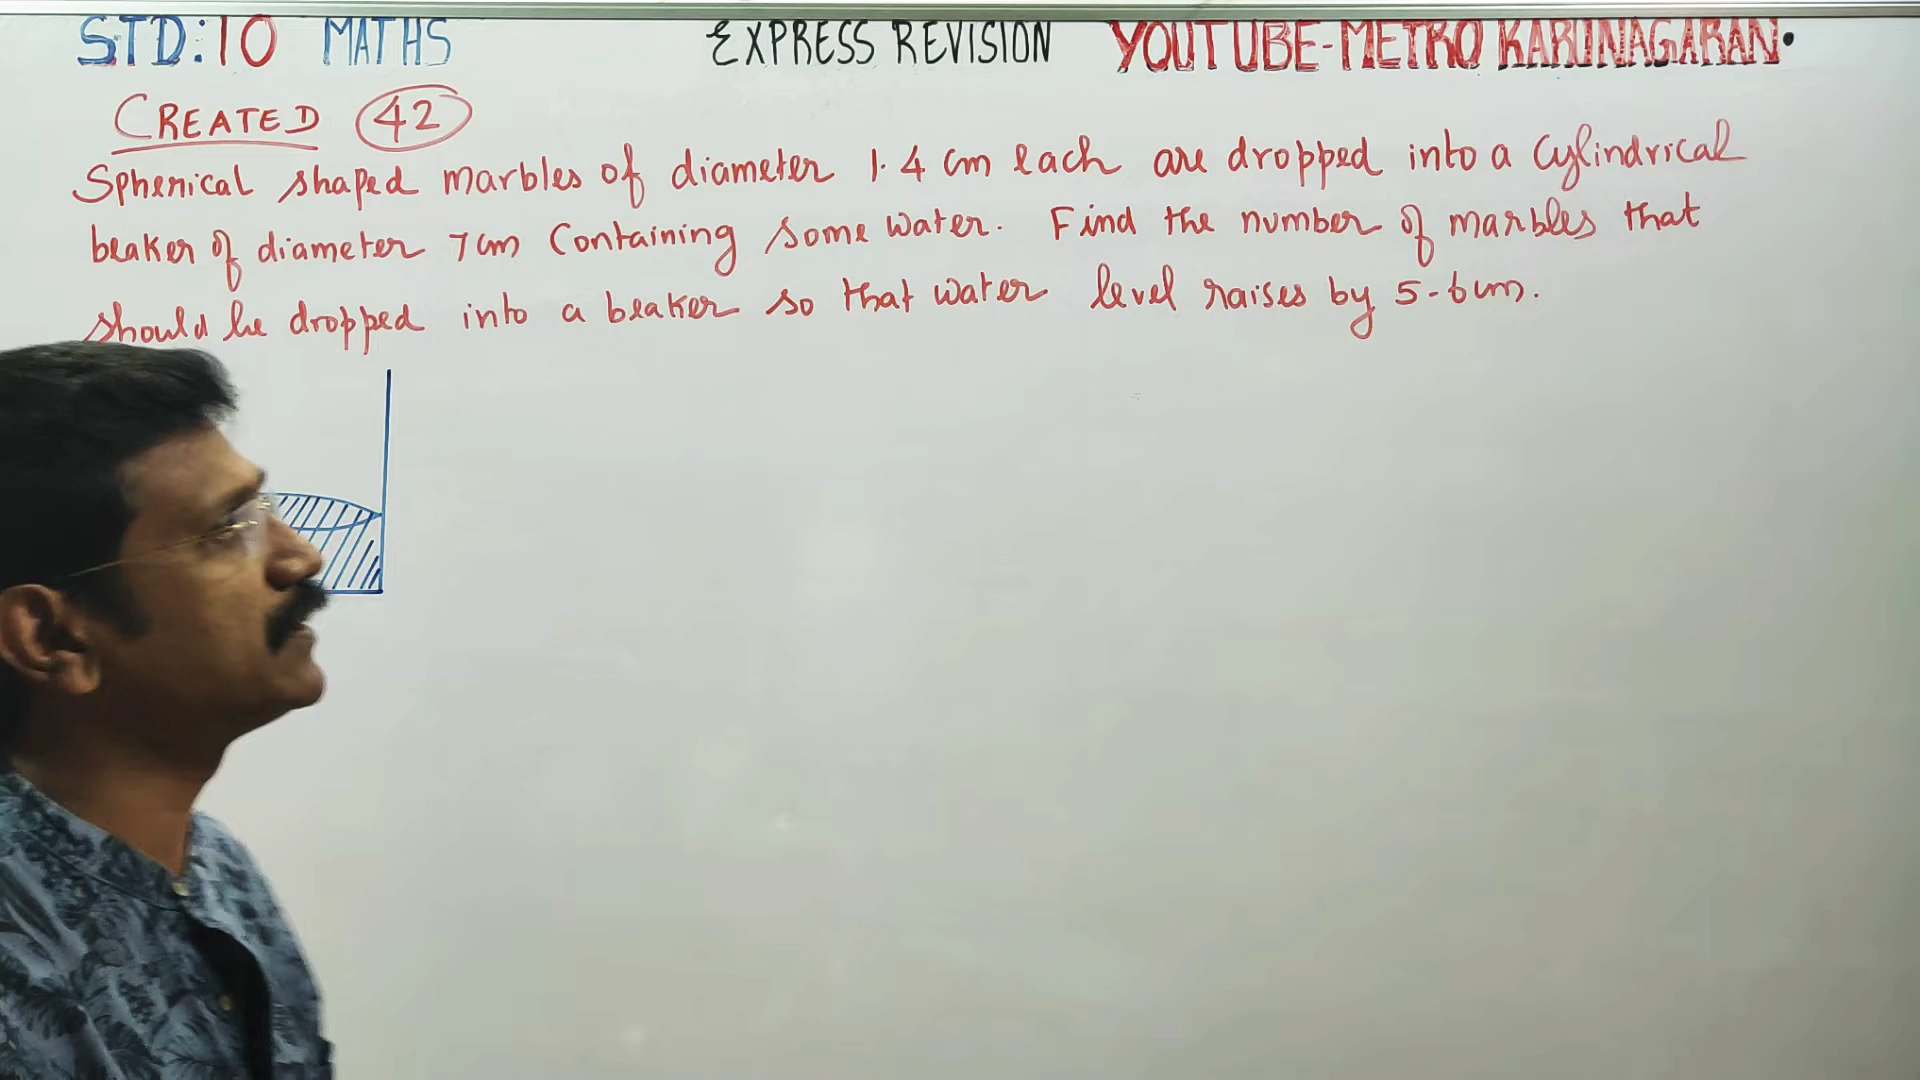 STD:10 MATHS EXPRESS REVISION YOUTUBE-METRO KARUNAGARAN.
CREATED 42
Spherical shaped marbles of diameter 1.4 cm each are dropped into a cylindrical
beaker of diameter 7cm Containing some water. Find the number of marbles that
should be dropped into a beaker so that water level raises by 5.6cm.